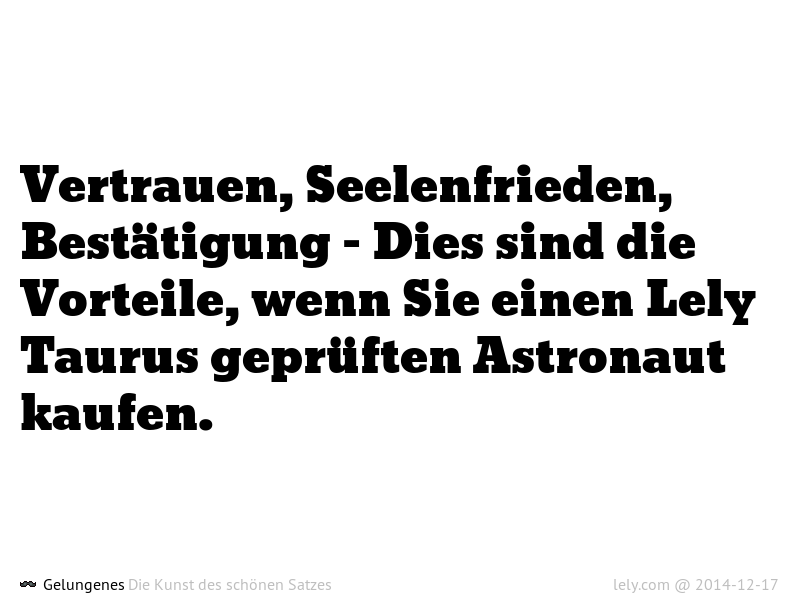 Vertrauen, Seelenfrieden,
Bestätigung - Dies sind die
Vorteile, wenn Sie einen Lely
Taurus geprüften Astronaut
kaufen.
Gelungenes Die Kunst des schönen Satzes
lely.com @ 2014-12-17